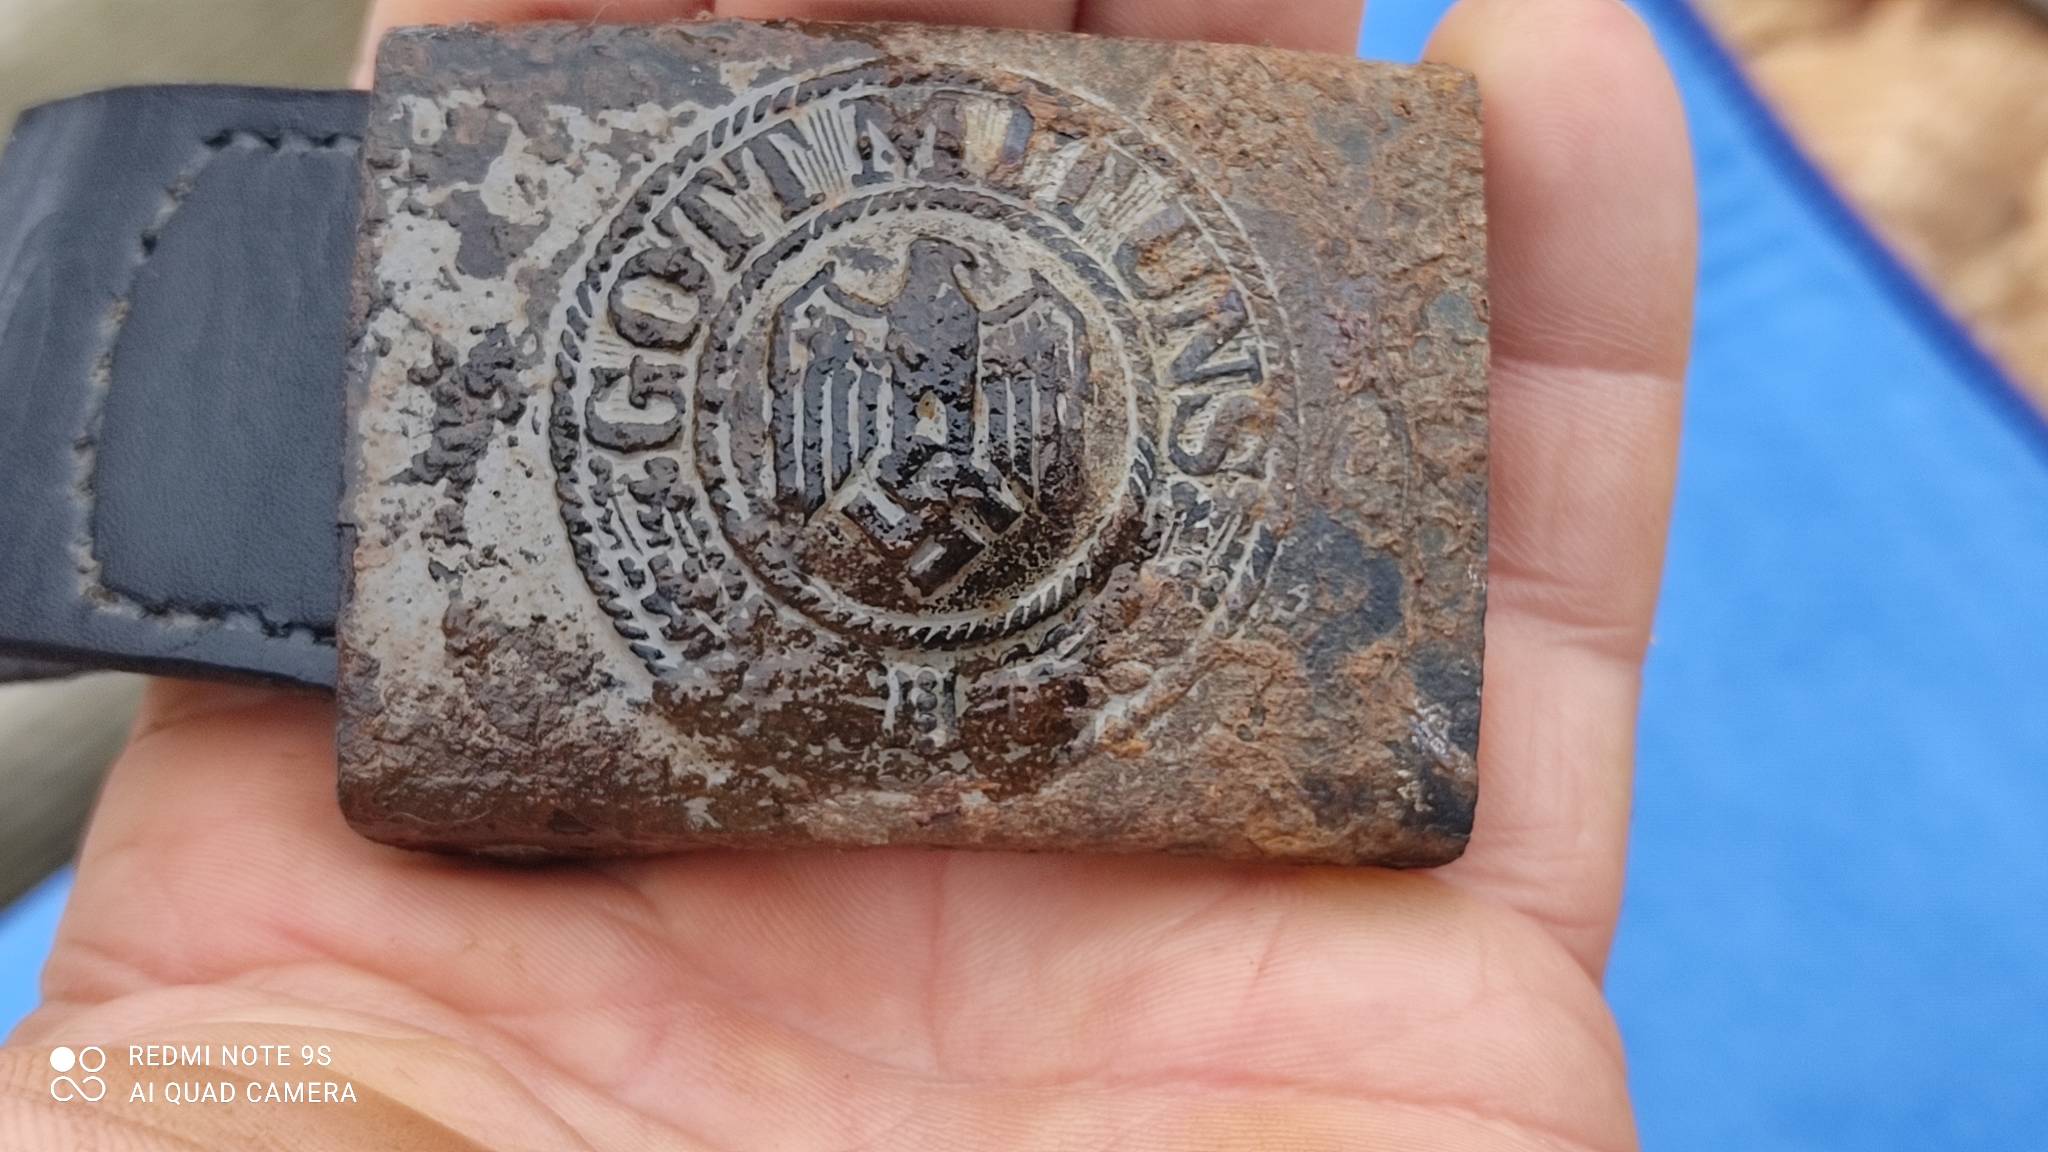 GOTT MIT UNS
REDMI NOTE 9S
AI QUAD CAMERA